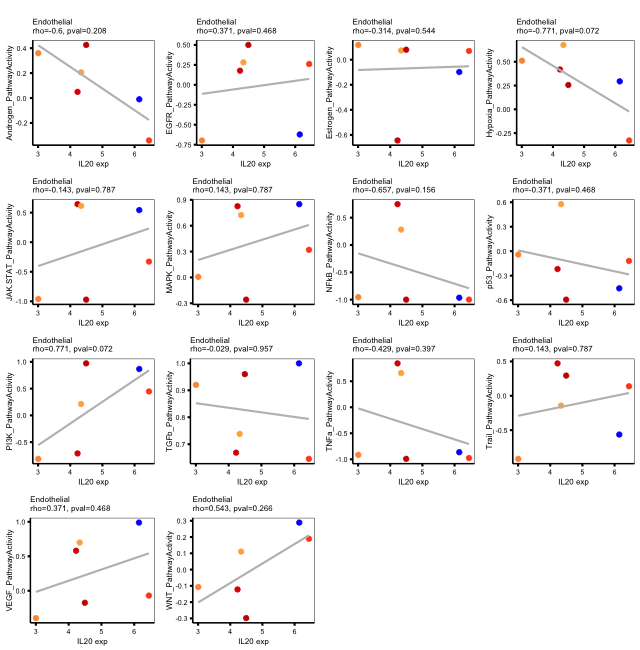 Endothelial
rho=-0.6, pval=0.208
Androgen_PathwayActivity
0.4
0.2
0.0
-0.2
3 4 5 6
IL20 exp
Endothelial
rho=0.371, pval=0.468
EGFR_PathwayActivity
0.50
0.25
0.00
-0.25
-0.50
-0.75
3 4 5 6
IL20 exp
Endothelial
rho=-0.314, pval=0.544
Estrogen_PathwayActivity
0.0
-0.2
-0.4
-0.6
3 4 5 6
IL20 exp
Endothelial
rho=-0.771, pval=0.072
Hypoxia_PathwayActivity
0.50
0.25
0.00
-0.25
3 4 5 6
IL20 exp
Endothelial
rho=-0.143, pval=0.787
JAK-STAT_PathwayActivity
0.5
0.0
-0.5
-1.0
3 4 5 6
IL20 exp
Endothelial
rho=0.143, pval=0.787
MAPK_PathwayActivity
0.9
0.6
0.3
0.0
-0.3
3 4 5 6
IL20 exp
Endothelial
rho=-0.657, pval=0.156
NFkB_PathwayActivity
0.5
0.0
-0.5
-1.0
3 4 5 6
IL20 exp
Endothelial
rho=-0.371, pval=0.468
p53_PathwayActivity
0.6
0.3
0.0
-0.3
-0.6
3 4 5 6
IL20 exp
Endothelial
rho=0.771, pval=0.072
PI3K_PathwayActivity
1.0
0.5
0.0
-0.5
3 4 5 6
IL20 exp
Endothelial
rho=-0.029, pval=0.957
TGFb_PathwayActivity
1.0
0.9
0.8
0.7
3 4 5 6
IL20 exp
Endothelial
rho=-0.429, pval=0.397
TNFa_PathwayActivity
0.5
0.0
-0.5
-1.0
3 4 5 6
IL20 exp
Endothelial
rho=0.143, pval=0.787
Trail_PathwayActivity
0.5
0.0
-0.5
3 4 5 6
IL20 exp
Endothelial
rho=0.371, pval=0.468
VEGF_PathwayActivity
1.0
0.5
0.0
3 4 5 6
IL20 exp
Endothelial
rho=0.543, pval=0.266
WNT_PathwayActivity
0.3
0.2
0.1
0.0
-0.1
-0.2
-0.3
3 4 5 6
IL20 exp